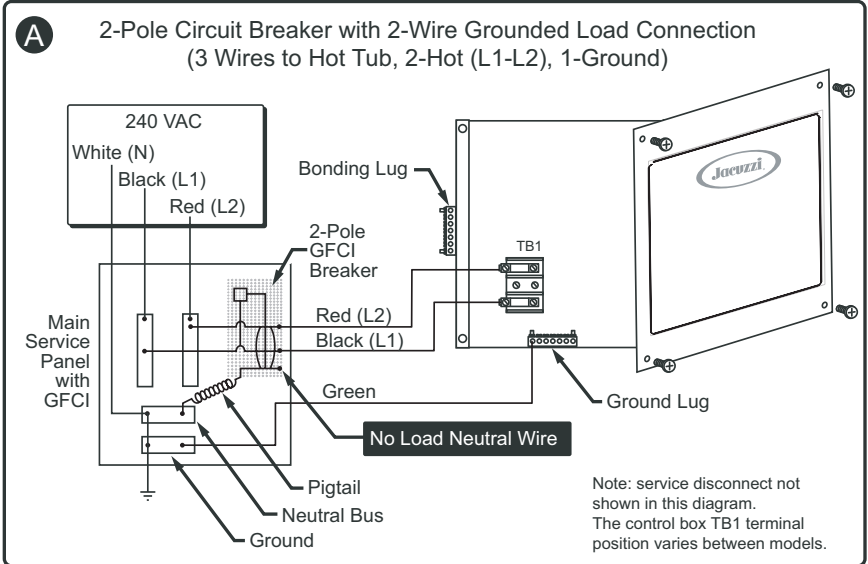 A
2-Pole Circuit Breaker with 2-Wire Grounded Load Connection
(3 Wires to Hot Tub, 2-Hot (L1-L2), 1-Ground)
240 VAC
White (N)
Black (L1)
Red (L2)
Bonding Lug
2-Pole
GFCI
Breaker
TB1
Jacuzzi
Main
Service
Panel
with
GFCI
Red (L2)
Black (L1)
Green
Ground Lug
No Load Neutral Wire
Pigtail
Neutral Bus
Ground
Note: service disconnect not
shown in this diagram.
The control box TB1 terminal
position varies between models.